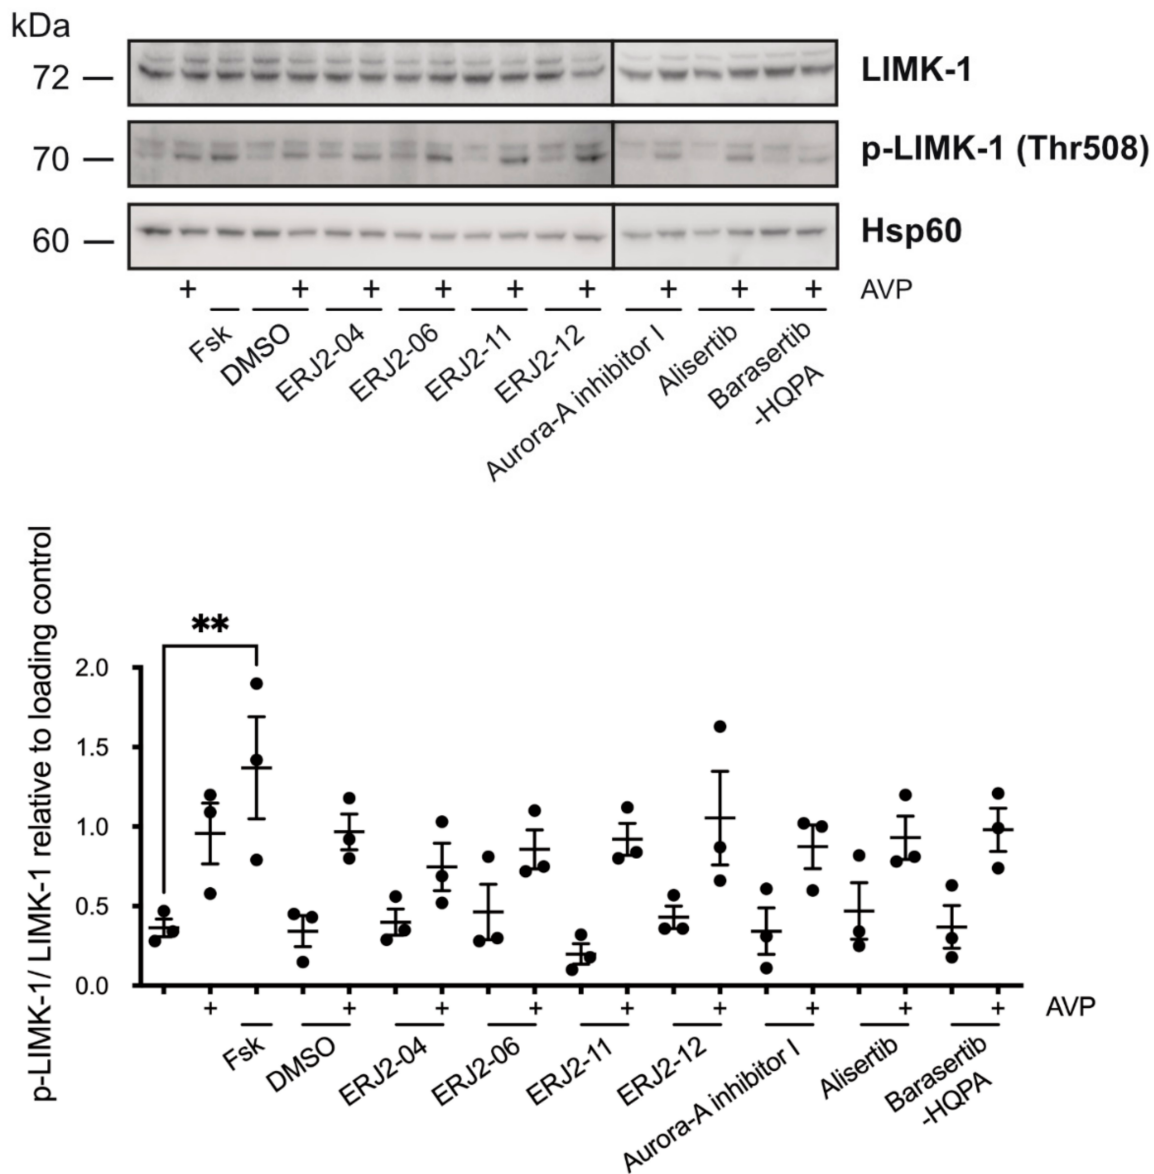 kDa
72 LIMK-1
70 p-LIMK-1 (Thr508)
60 Hsp60
+ + + + + + + + + AVP
Fsk
DMSO
ERJ2-04
ERJ2-06
ERJ2-11
ERJ2-12
Aurora-A inhibitor I
Alisertib
Barasertib
-HQPA
p-LIMK-1/ LIMK-1 relative to loading control
**
2.0
1.5
1.0
0.5
0.0
+ + + + + + + + + AVP
Fsk
DMSO
ERJ2-04
ERJ2-06
ERJ2-11
ERJ2-12
Aurora-A inhibitor I
Alisertib
Barasertib
-HQPA